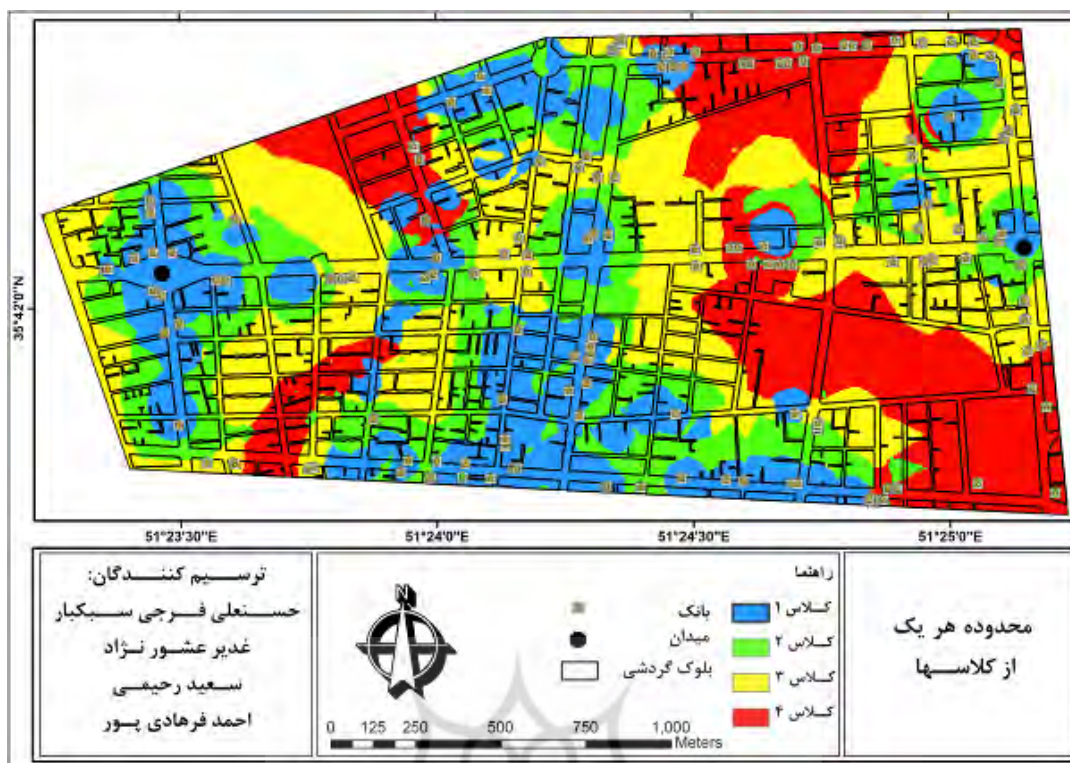 35°42'0"N
51°23'30"E
51°24'0"E
51°24'30"E
51°25'0"E
محدوده هر یک
از کلاسها
راهنما
کلاس ۱
کلاس ۲
کلاس ۳
کلاس ۴
بانک
میدان
بلوک گردشی
N
0 125 250 500 750 1,000
Meters
ترسیم کنندگان:
حسنعلی فرجی سبکبار
غدیر عشور نژاد
سعید رحیمی
احمد فرهادی پور